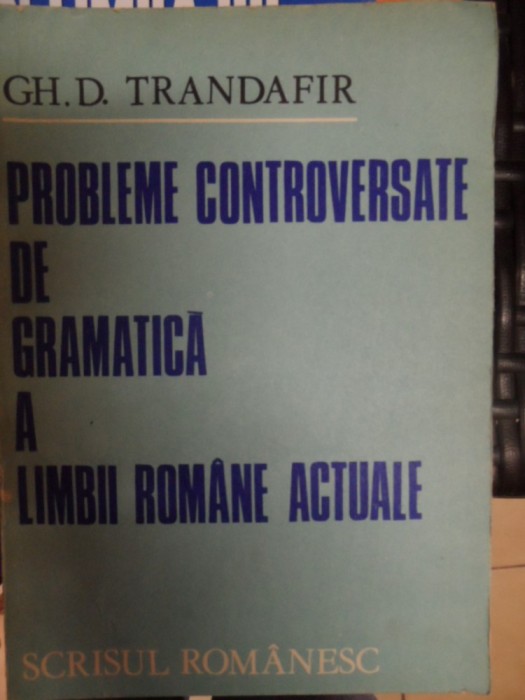 GH. D. TRANDAFIR
PROBLEME CONTROVERSATE
DE
GRAMATICĂ
A
LIMBII ROMÂNE ACTUALE
SCRISUL ROMÂNESC